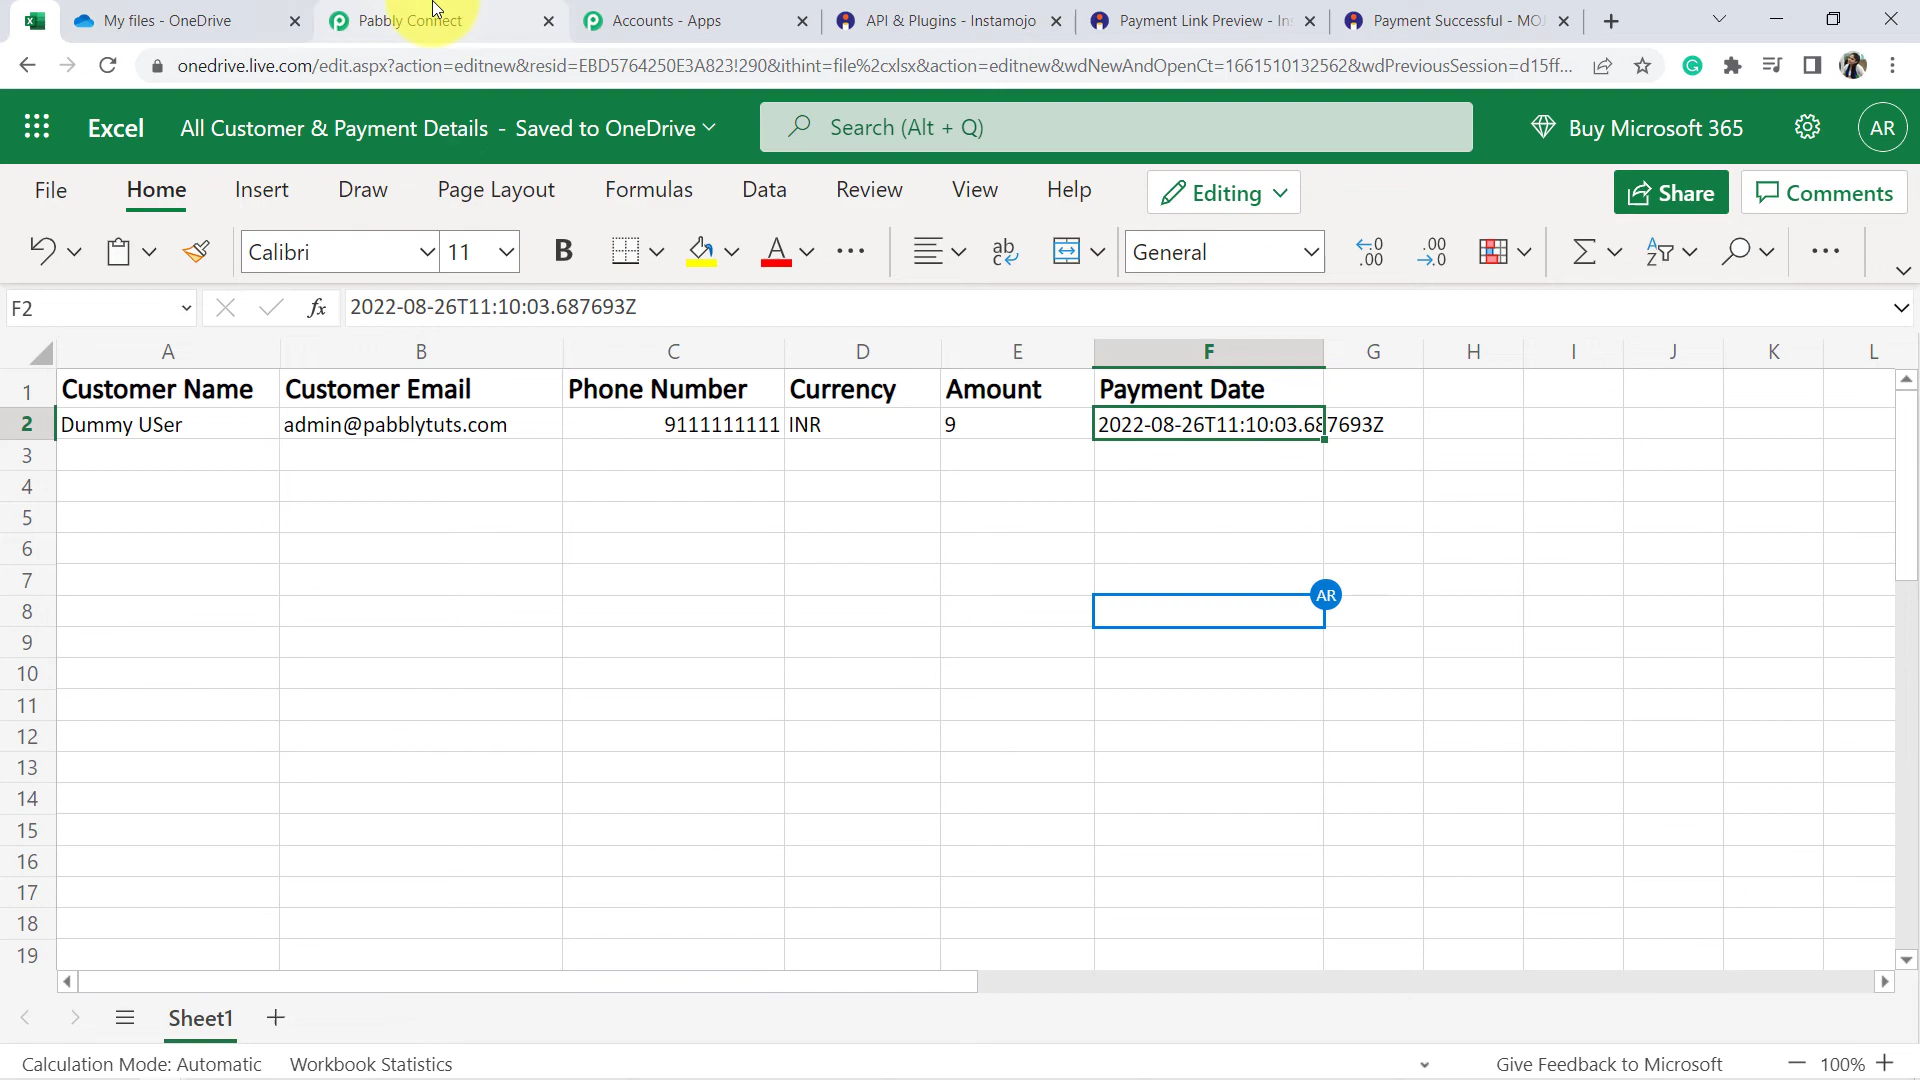 My files - OneDrive
Pabbly Connect
Accounts - Apps
API & Plugins - Instamojo
Payment Link Preview - Ins
Payment Successful - MOJ
onedrive.live.com/edit.aspx?action=editnew&resid=EBD5764250E3A823!290&ithint=file%2cxlsx&action=editnew&wdNewAndOpenCt=1661510132562&wdPreviousSession=d15ff...
Excel
All Customer & Payment Details - Saved to OneDrive
Search (Alt + Q)
Buy Microsoft 365
AR
File
Home
Insert
Draw
Page Layout
Formulas
Data
Review
View
Help
Editing
Share
Comments
Calibri
11
B
A
ab
c
General
.00
.00
F2
fx
2022-08-26T11:10:03.687693Z
A B C D E F G H I J K L
1 Customer Name Customer Email Phone Number Currency Amount Payment Date
2 Dummy USer admin@pabblytuts.com 9111111111 INR 9 2022-08-26T11:10:03.687693Z
3
4
5
6
7
AR
8
9
10
11
12
13
14
15
16
17
18
19
Sheet1
Calculation Mode: Automatic
Workbook Statistics
Give Feedback to Microsoft
100%